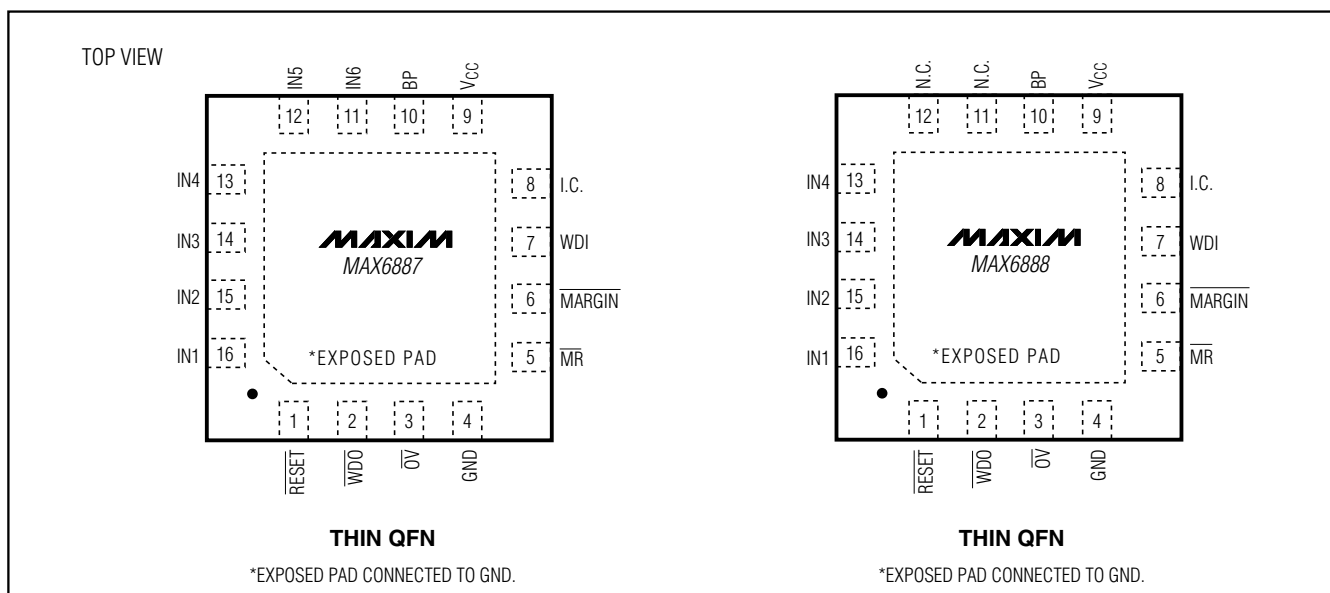 TOP VIEW
IN5 IN6 BP VCC
12 11 10 9
IN4 13
IN3 14
IN2 15
IN1 16
8 I.C.
7 WDI
6 MARGIN
5 MR
MAXIM
MAX6887
*EXPOSED PAD
1 2 3 4
RESET WDO OV GND
THIN QFN
*EXPOSED PAD CONNECTED TO GND.
N.C. N.C. BP VCC
12 11 10 9
IN4 13
IN3 14
IN2 15
IN1 16
8 I.C.
7 WDI
6 MARGIN
5 MR
MAXIM
MAX6888
*EXPOSED PAD
1 2 3 4
RESET WDO OV GND
THIN QFN
*EXPOSED PAD CONNECTED TO GND.